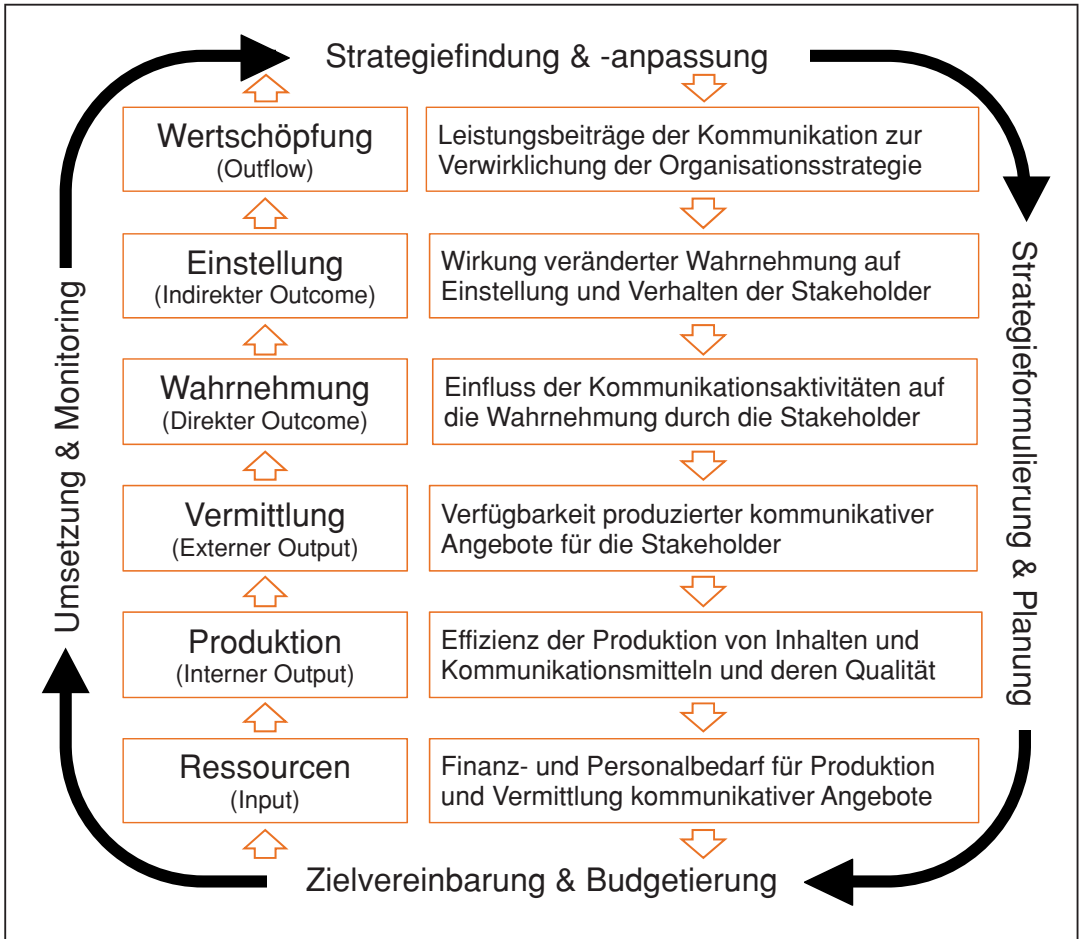 Strategiefindung & -anpassung
Wertschöpfung
(Outflow)
Leistungsbeiträge der Kommunikation zur
Verwirklichung der Organisationsstrategie
Einstellung
(Indirekter Outcome)
Wirkung veränderter Wahrnehmung auf
Einstellung und Verhalten der Stakeholder
Wahrnehmung
(Direkter Outcome)
Einfluss der Kommunikationsaktivitäten auf
die Wahrnehmung durch die Stakeholder
Vermittlung
(Externer Output)
Verfügbarkeit produzierter kommunikativer
Angebote für die Stakeholder
Produktion
(Interner Output)
Effizienz der Produktion von Inhalten und
Kommunikationsmitteln und deren Qualität
Ressourcen
(Input)
Finanz- und Personalbedarf für Produktion
und Vermittlung kommunikativer Angebote
Zielvereinbarung & Budgetierung
Umsetzung & Monitoring
Strategieformulierung & Planung